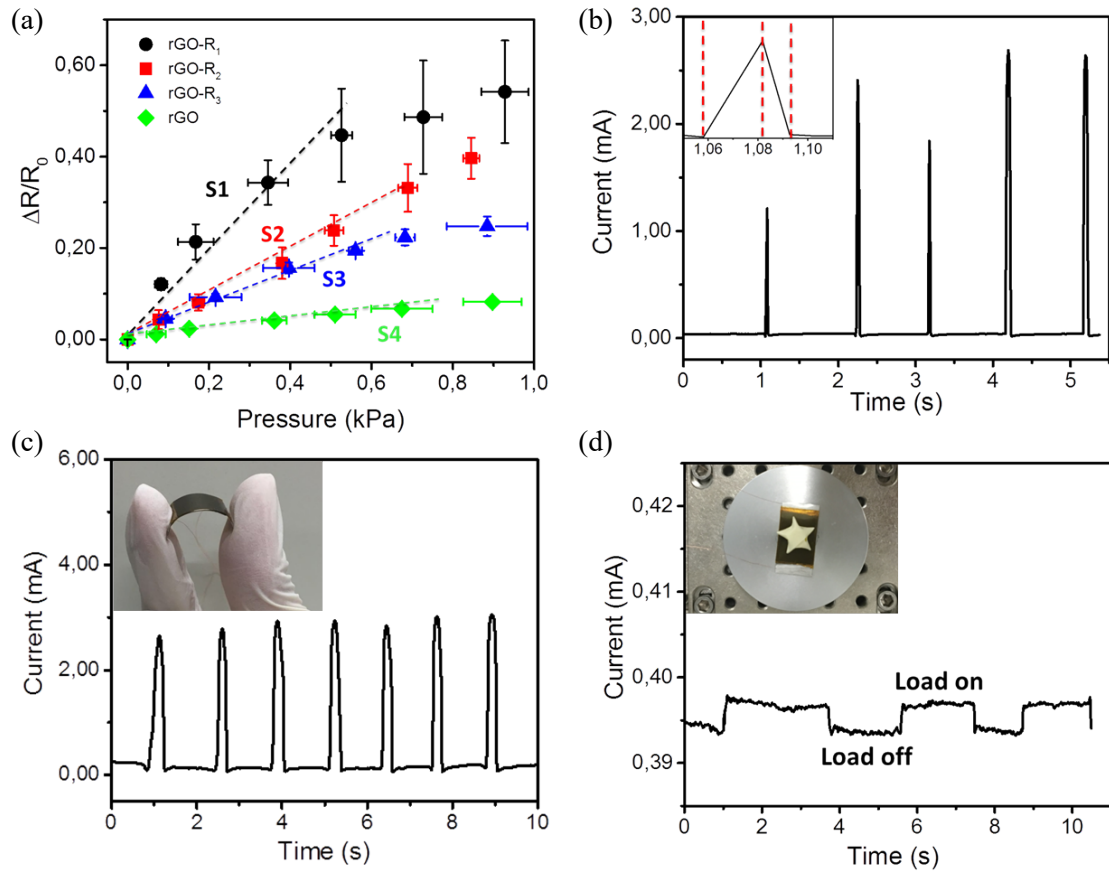 (a)
rGO-R₁
rGO-R₂
rGO-R₃
rGO
S1
S2
S3
S4
0,60
0,40
0,20
0,00
ΔR/R₀
0,0 0,2 0,4 0,6 0,8 1,0
Pressure (kPa)
(b)
3,00
2,00
1,00
0,00
Current (mA)
1,06 1,08 1,10
0 1 2 3 4 5
Time (s)
(c)
6,00
4,00
2,00
0,00
Current (mA)
0 2 4 6 8 10
Time (s)
(d)
0,42
0,41
0,40
0,39
Current (mA)
Load on
Load off
0 2 4 6 8 10
Time (s)